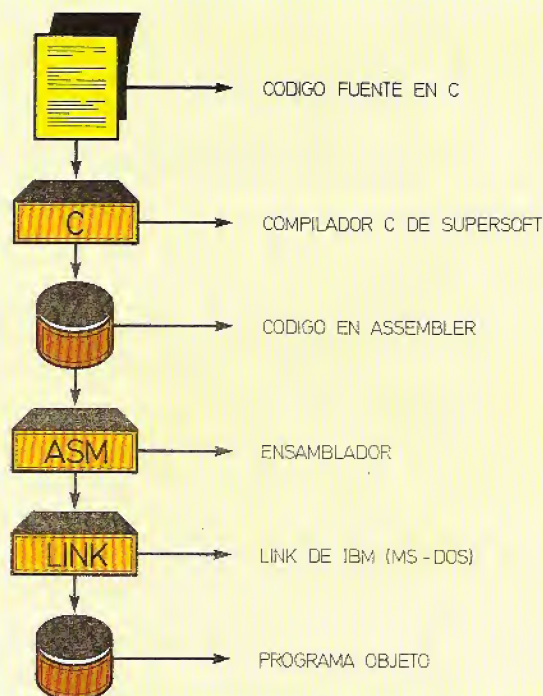 CODIGO FUENTE EN C
C
COMPILADOR C DE SUPERSOFT
CODIGO EN ASSEMBLER
ASM
ENSAMBLADOR
LINK
LINK DE IBM (MS-DOS)
PROGRAMA OBJETO